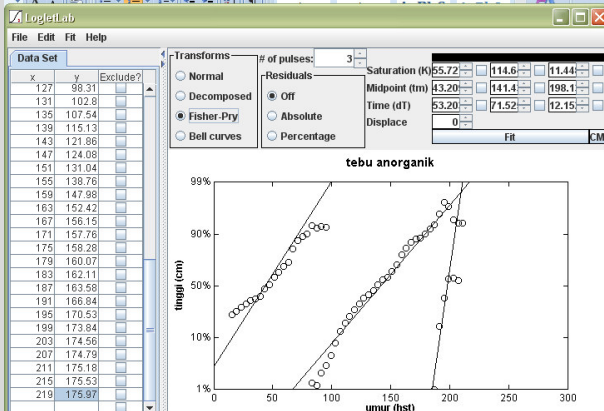 LogletLab
File Edit Fit Help
Data Set
x y Exclude?
127 98.31
131 102.8
135 107.54
139 115.13
143 121.86
147 124.08
151 131.04
155 138.76
159 147.98
163 152.42
167 156.15
171 157.76
175 158.28
179 160.07
183 162.11
187 163.58
191 166.84
195 170.53
199 173.84
203 174.56
207 174.79
211 175.18
215 175.53
219 175.97
Transforms
Normal
Decomposed
Fisher-Pry
Bell curves
# of pulses: 3
Residuals
Off
Absolute
Percentage
Saturation (K) 55.72 114.6 11.44
Midpoint (tm) 43.20 141.4 198.1
Time (dT) 53.20 71.52 12.15
Displace 0
Fit CM
tebu anorganik
99%
90%
50%
10%
1%
tinggi (cm)
0 50 100 150 200 250 300
umur (hst)